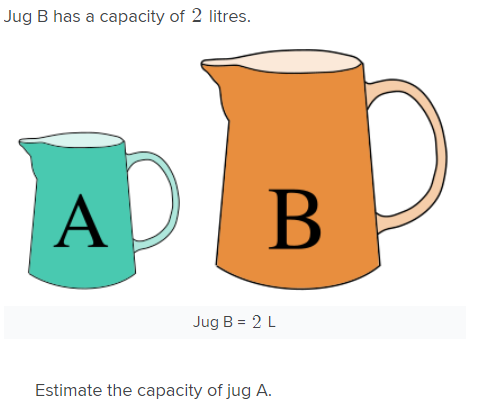 Jug B has a capacity of 2 litres.
A
B
Jug B = 2 L
Estimate the capacity of jug A.